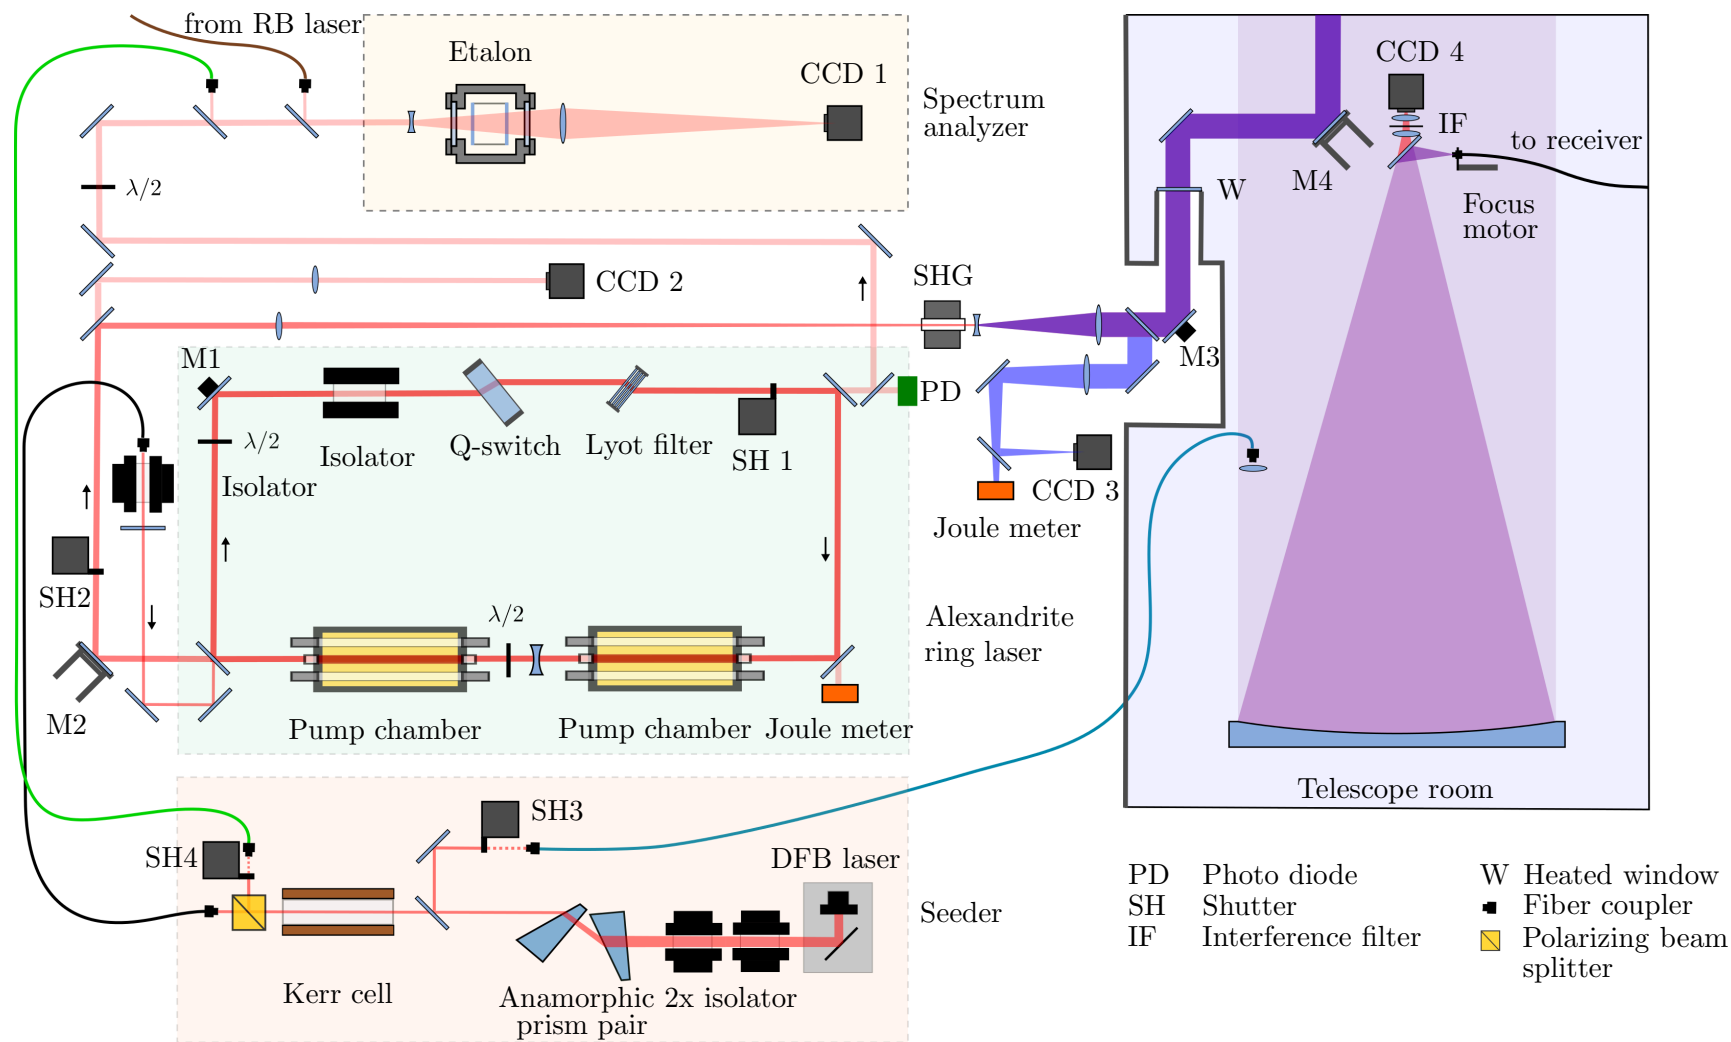 from RB laser
Etalon
CCD 1
Spectrum
analyzer
CCD 4
IF
to receiver
M4
Focus
motor
W
λ/2
CCD 2
SHG
M3
M1
PD
λ/2
Isolator
Isolator
Q-switch
Lyot filter
SH 1
CCD 3
Joule meter
SH2
λ/2
Alexandrite
ring laser
M2
Pump chamber
Pump chamber
Joule meter
Telescope room
SH3
SH4
DFB laser
Seeder
Kerr cell
Anamorphic
prism pair
2x isolator
PD Photo diode
SH Shutter
IF Interference filter
W Heated window
Fiber coupler
Polarizing beam
splitter